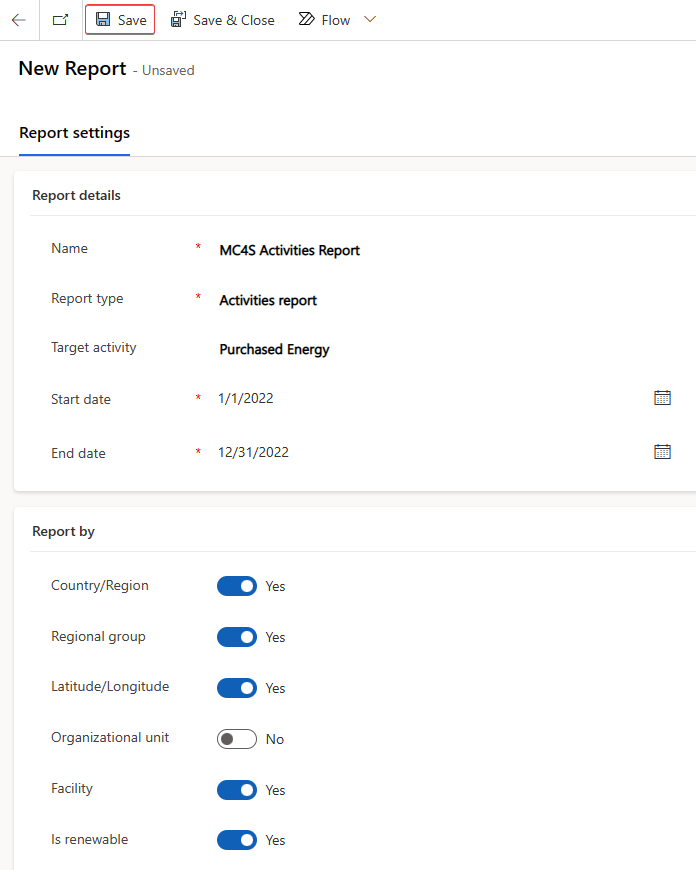 Save Save & Close Flow
New Report - Unsaved
Report settings
Report details
Name * MC4S Activities Report
Report type * Activities report
Target activity Purchased Energy
Start date * 1/1/2022
End date * 12/31/2022
Report by
Country/Region Yes
Regional group Yes
Latitude/Longitude Yes
Organizational unit No
Facility Yes
Is renewable Yes